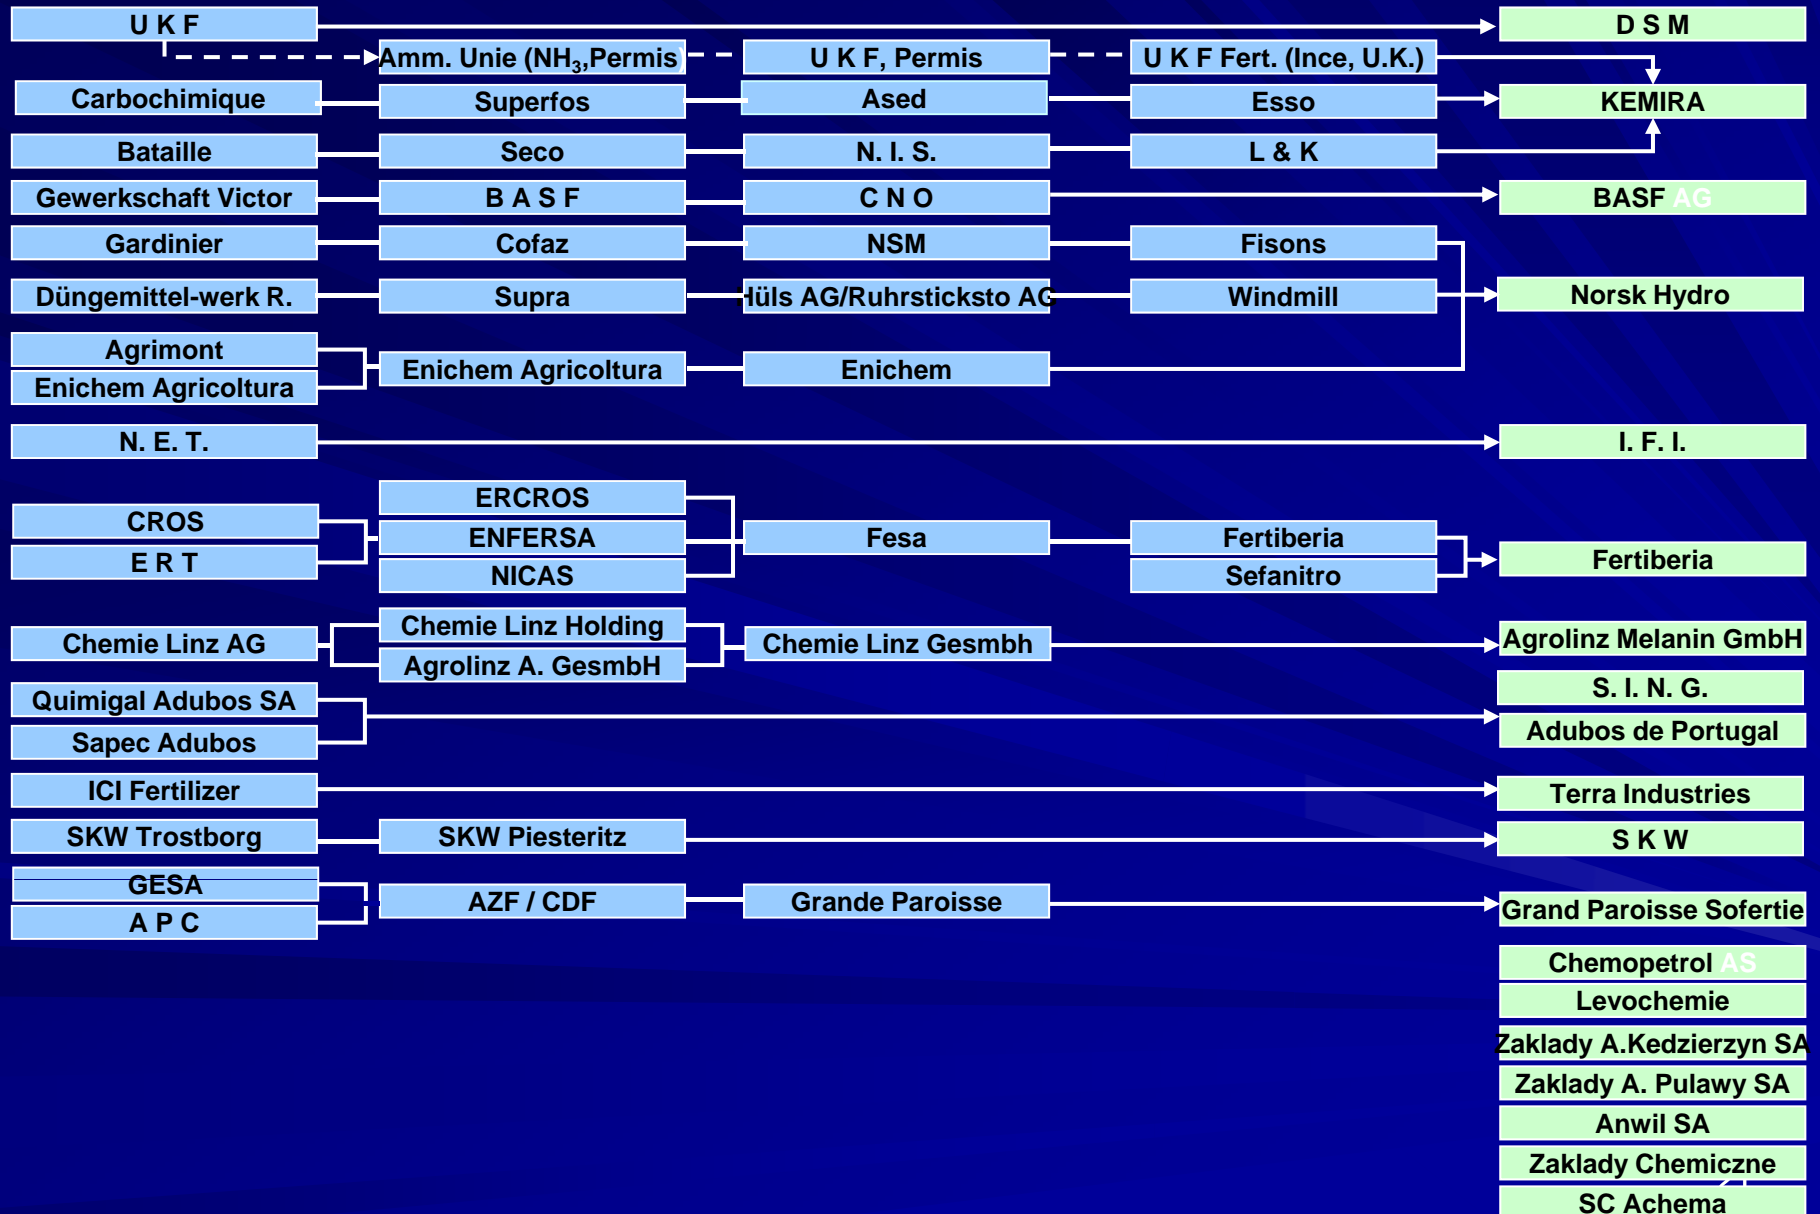 U K F
D S M
Amm. Unie (NH₃,Permis)
U K F, Permis
U K F Fert. (Ince, U.K.)
Carbochimique
Superfos
Ased
Esso
KEMIRA
Bataille
Seco
N. I. S.
L & K
Gewerkschaft Victor
B A S F
C N O
BASF AG
Gardinier
Cofaz
NSM
Fisons
Düngemittel-werk R.
Supra
Hüls AG/Ruhrsticksto AG
Windmill
Norsk Hydro
Agrimont
Enichem Agricoltura
Enichem Agricoltura
Enichem
N. E. T.
I. F. I.
CROS
E R T
ERCROS
ENFERSA
NICAS
Fesa
Fertiberia
Sefanitro
Fertiberia
Chemie Linz AG
Chemie Linz Holding
Agrolinz A. GesmbH
Chemie Linz Gesmbh
Agrolinz Melanin GmbH
Quimigal Adubos SA
Sapec Adubos
S. I. N. G.
Adubos de Portugal
ICI Fertilizer
Terra Industries
SKW Trostborg
SKW Piesteritz
S K W
GESA
A P C
AZF / CDF
Grande Paroisse
Grand Paroisse Sofertie
Chemopetrol AS
Levochemie
Zaklady A.Kedzierzyn SA
Zaklady A. Pulawy SA
Anwil SA
Zaklady Chemiczne
SC Achema